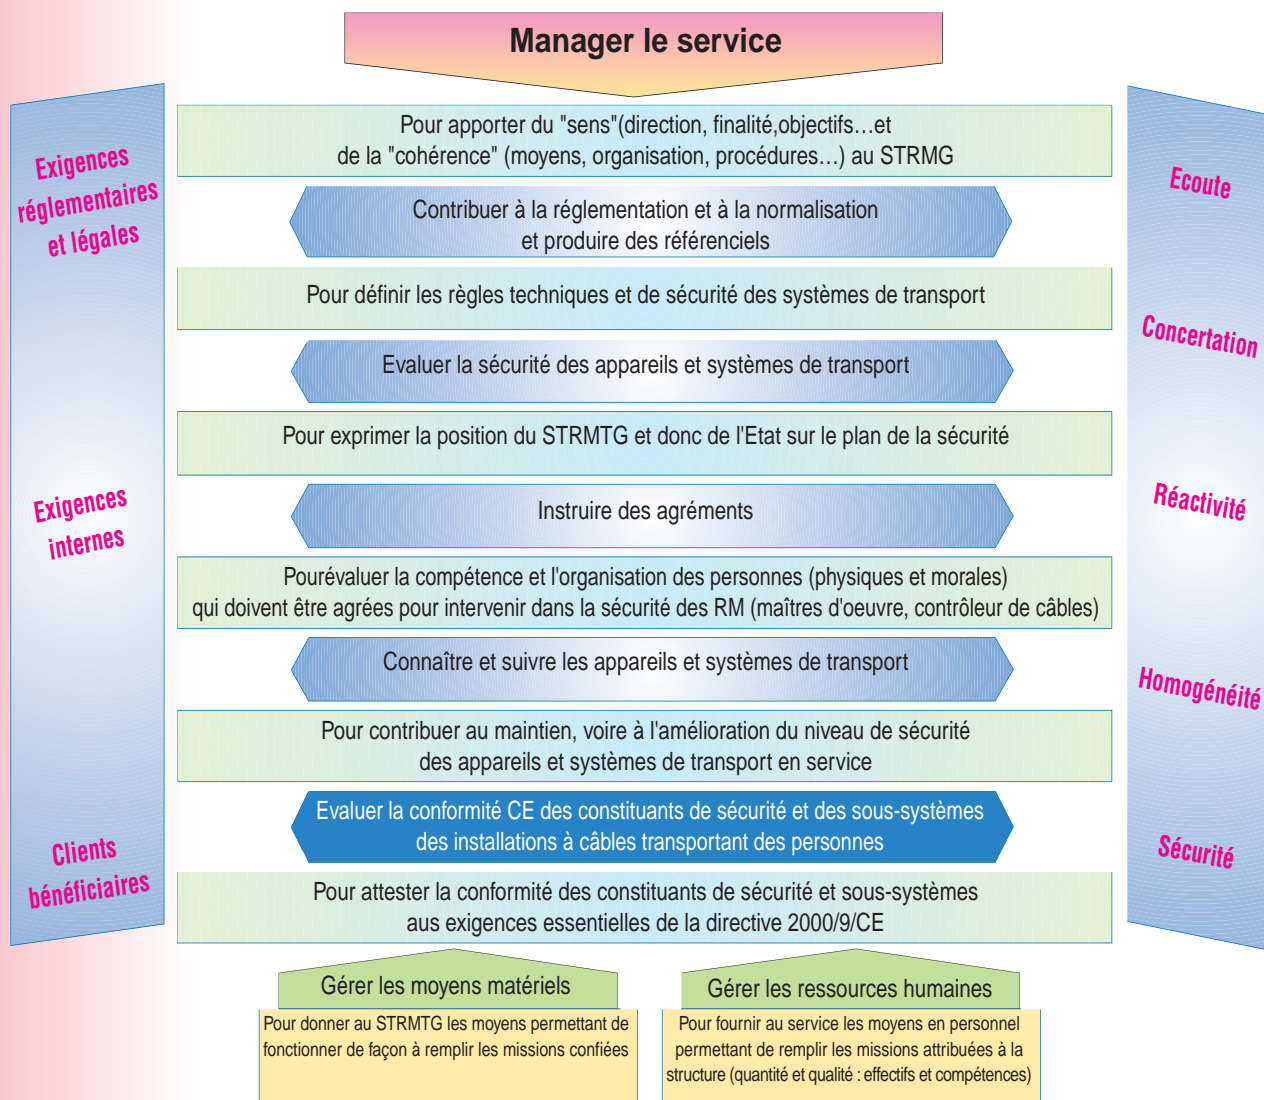 Manager le service
Exigences
réglementaires
et légales
Exigences
internes
Clients
bénéficiaires
Pour apporter du "sens"(direction, finalité,objectifs…et
de la "cohérence" (moyens, organisation, procédures…) au STRMG
Contribuer à la réglementation et à la normalisation
et produire des référenciels
Pour définir les règles techniques et de sécurité des systèmes de transport
Evaluer la sécurité des appareils et systèmes de transport
Pour exprimer la position du STRMTG et donc de l'Etat sur le plan de la sécurité
Instruire des agréments
Pourévaluer la compétence et l'organisation des personnes (physiques et morales)
qui doivent être agrées pour intervenir dans la sécurité des RM (maîtres d'oeuvre, contrôleur de câbles)
Connaître et suivre les appareils et systèmes de transport
Pour contribuer au maintien, voire à l'amélioration du niveau de sécurité
des appareils et systèmes de transport en service
Evaluer la conformité CE des constituants de sécurité et des sous-systèmes
des installations à câbles transportant des personnes
Pour attester la conformité des constituants de sécurité et sous-systèmes
aus exigences essentielles de la directive 2000/9/CE
Ecoute
Concertation
Réactivité
Homogénéité
Sécurité
Gérer les moyens matériels
Pour donner au STRMTG les moyens permettant de
fonctionner de façon à remplir les missions confiées
Gérer les ressources humaines
Pour fournir au service les moyens en personnel
permettant de remplir les missions attribuées à la
structure (quantité et qualité : effectifs et compétences)